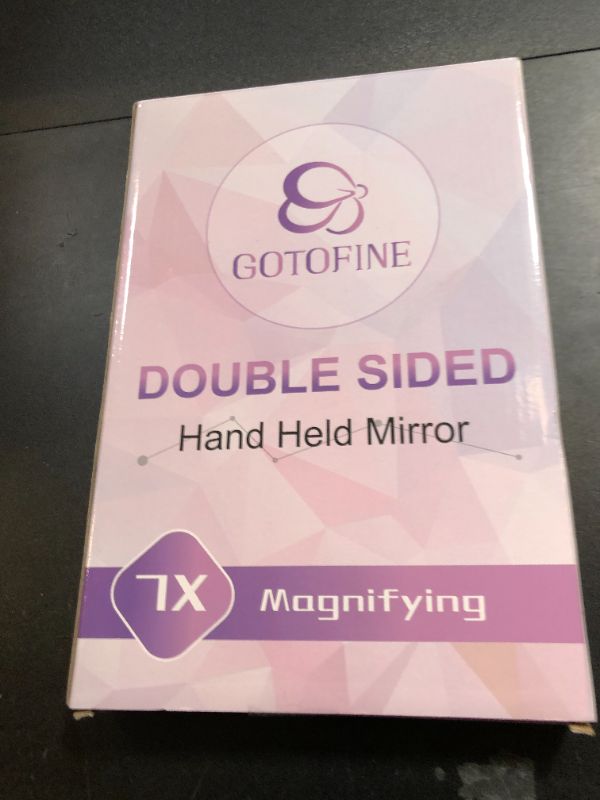 GOTOFINE
DOUBLE SIDED
Hand Held Mirror
7X Magnifying